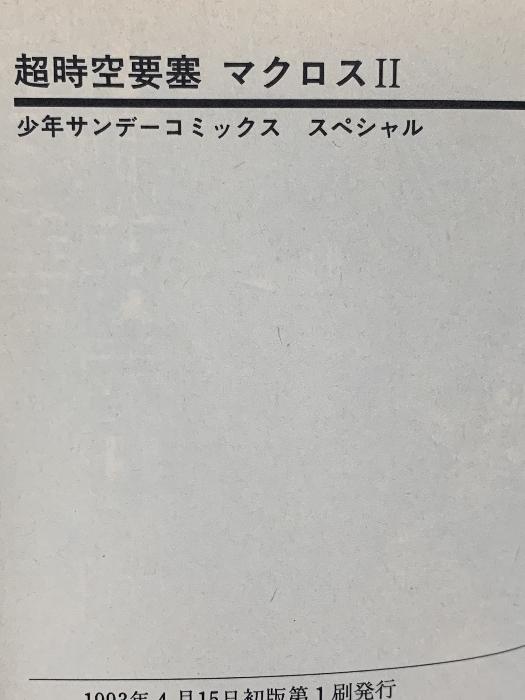 超時空要塞 マクロスII
少年サンデーコミックス スペシャル
1993年4月15日初版第1刷発行